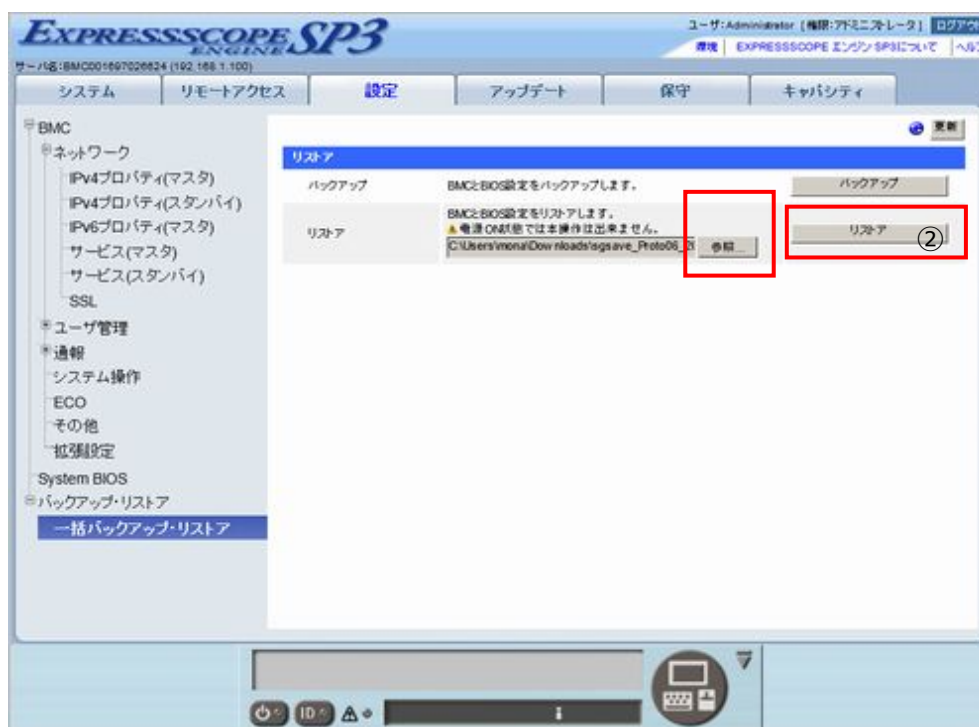 EXPRESSSCOPE
ENGINE SP3
ユーザ:Administrator [権限:アドミニストレータ]
環境
EXPRESSSCOPE エンジン SP3について
サーバ名:BMC001697026624 (192.168.1.100)
システム
リモートアクセス
設定
アップデート
保守
キャパシティ
BMC
ネットワーク
IPv4プロパティ(マスタ)
IPv4プロパティ(スタンバイ)
IPv6プロパティ(マスタ)
サービス(マスタ)
サービス(スタンバイ)
SSL
ユーザ管理
通報
システム操作
ECO
その他
拡張設定
System BIOS
バックアップ・リストア
一括バックアップ・リストア
更新
リストア
バックアップ
BMCとBIOS設定をバックアップします。
バックアップ
リストア
BMCとBIOS設定をリストアします。
電源ON状態では本操作は出来ません。
C:\Users\mona\Downloads\sgsave_Proto06_2
参照...
リストア
②
ID